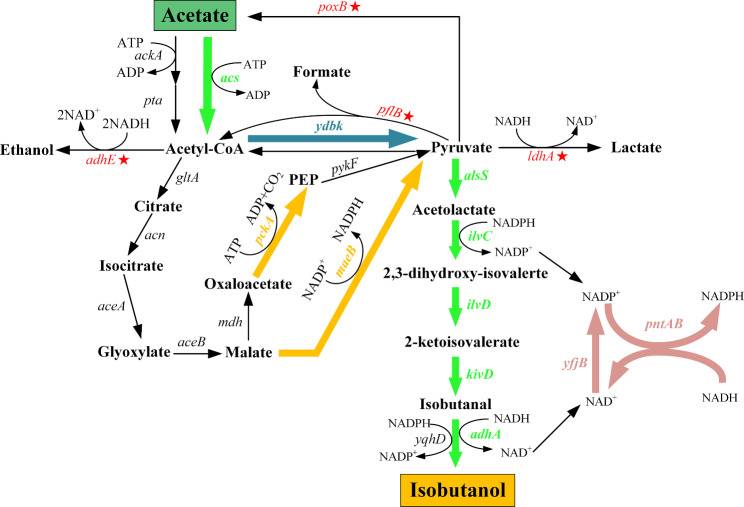 Acetate
poxB
ATP
ackA
ADP
acs
ATP
ADP
Formate
pta
pflB
2NAD+
2NADH
NADH
NAD+
Ethanol
adhE
Acetyl-CoA
ydbk
Pyruvate
ldhA
Lactate
gltA
PEP
pykF
alsS
Citrate
ADP+CO2
pckA
ATP
NADPH
maeB
NADP+
Acetolactate
acn
ilvC
NADPH
NADP+
Isocitrate
Oxaloacetate
2,3-dihydroxy-isovalerte
aceA
mdh
ilvD
NADP+
NADPH
pntAB
Glyoxylate
aceB
Malate
2-ketoisovalerate
yfjB
kivD
Isobutanal
NAD+
NADH
NADPH
NADH
yqhD
adhA
NADP+
NAD+
Isobutanol